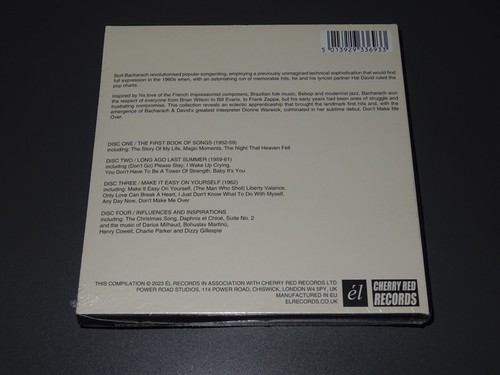 5 013929 336933
Burt Bacharach revolutionised popular songwriting, employing a previously unimagined technical sophistication that would find
full expression in the 1960s when, with an astonishing run of memorable hits, he and his lyricist partner Hal David ruled the
pop charts.
Inspired by his love of the French impressionist composers, Brazilian folk music, Bebop and modernist jazz, Bacharach won
the respect of everyone from Brian Wilson to Bill Evans, to Frank Zappa, but his early years had been ones of struggle and
frustrating compromise. This collection reveals an eclectic apprenticeship that brought the landmark first hits and, with the
emergence of Bacharach & David's greatest interpreter Dionne Warwick, culminated in her sublime debut, Don't Make Me
Over.
DISC ONE / THE FIRST BOOK OF SONGS (1952-59)
including: The Story Of My Life, Magic Moments, The Night That Heaven Fell
DISC TWO / LONG AGO LAST SUMMER (1959-61)
including (Don't Go) Please Stay, I Wake Up Crying,
You Don't Have To Be A Tower Of Strength, Baby It's You
DISC THREE / MAKE IT EASY ON YOURSELF (1962)
including: Make It Easy On Yourself, (The Man Who Shot) Liberty Valance,
Only Love Can Break A Heart, I Just Don't Know What To Do With Myself,
Any Day Now, Don't Make Me Over
DISC FOUR / INFLUENCES AND INSPIRATIONS
including: The Christmas Song, Daphnis et Chloé, Suite No. 2
and the music of Darius Milhaud, Bohuslav Martinů,
Henry Cowell, Charlie Parker and Dizzy Gillespie
THIS COMPILATION © 2023 ÉL RECORDS IN ASSOCIATION WITH CHERRY RED RECORDS LTD
POWER ROAD STUDIOS, 114 POWER ROAD, CHISWICK, LONDON W4 5PY, UK
MANUFACTURED IN EU
ELRECORDS.CO.UK
él
CHERRY RED
RECORDS